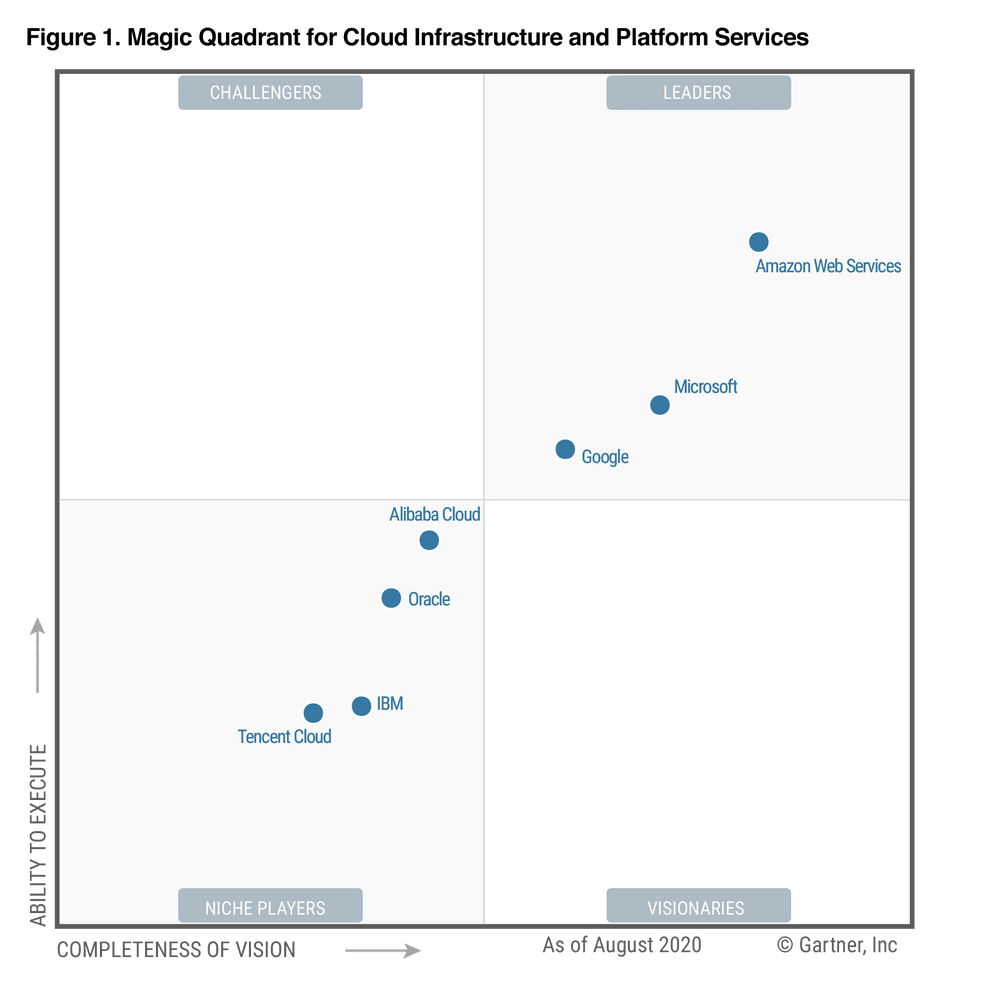 Figure 1. Magic Quadrant for Cloud Infrastructure and Platform Services
CHALLENGERS
LEADERS
Amazon Web Services
Microsoft
Google
Alibaba Cloud
Oracle
IBM
Tencent Cloud
NICHE PLAYERS
VISIONARIES
ABILITY TO EXECUTE
COMPLETENESS OF VISION
As of August 2020
© Gartner, Inc